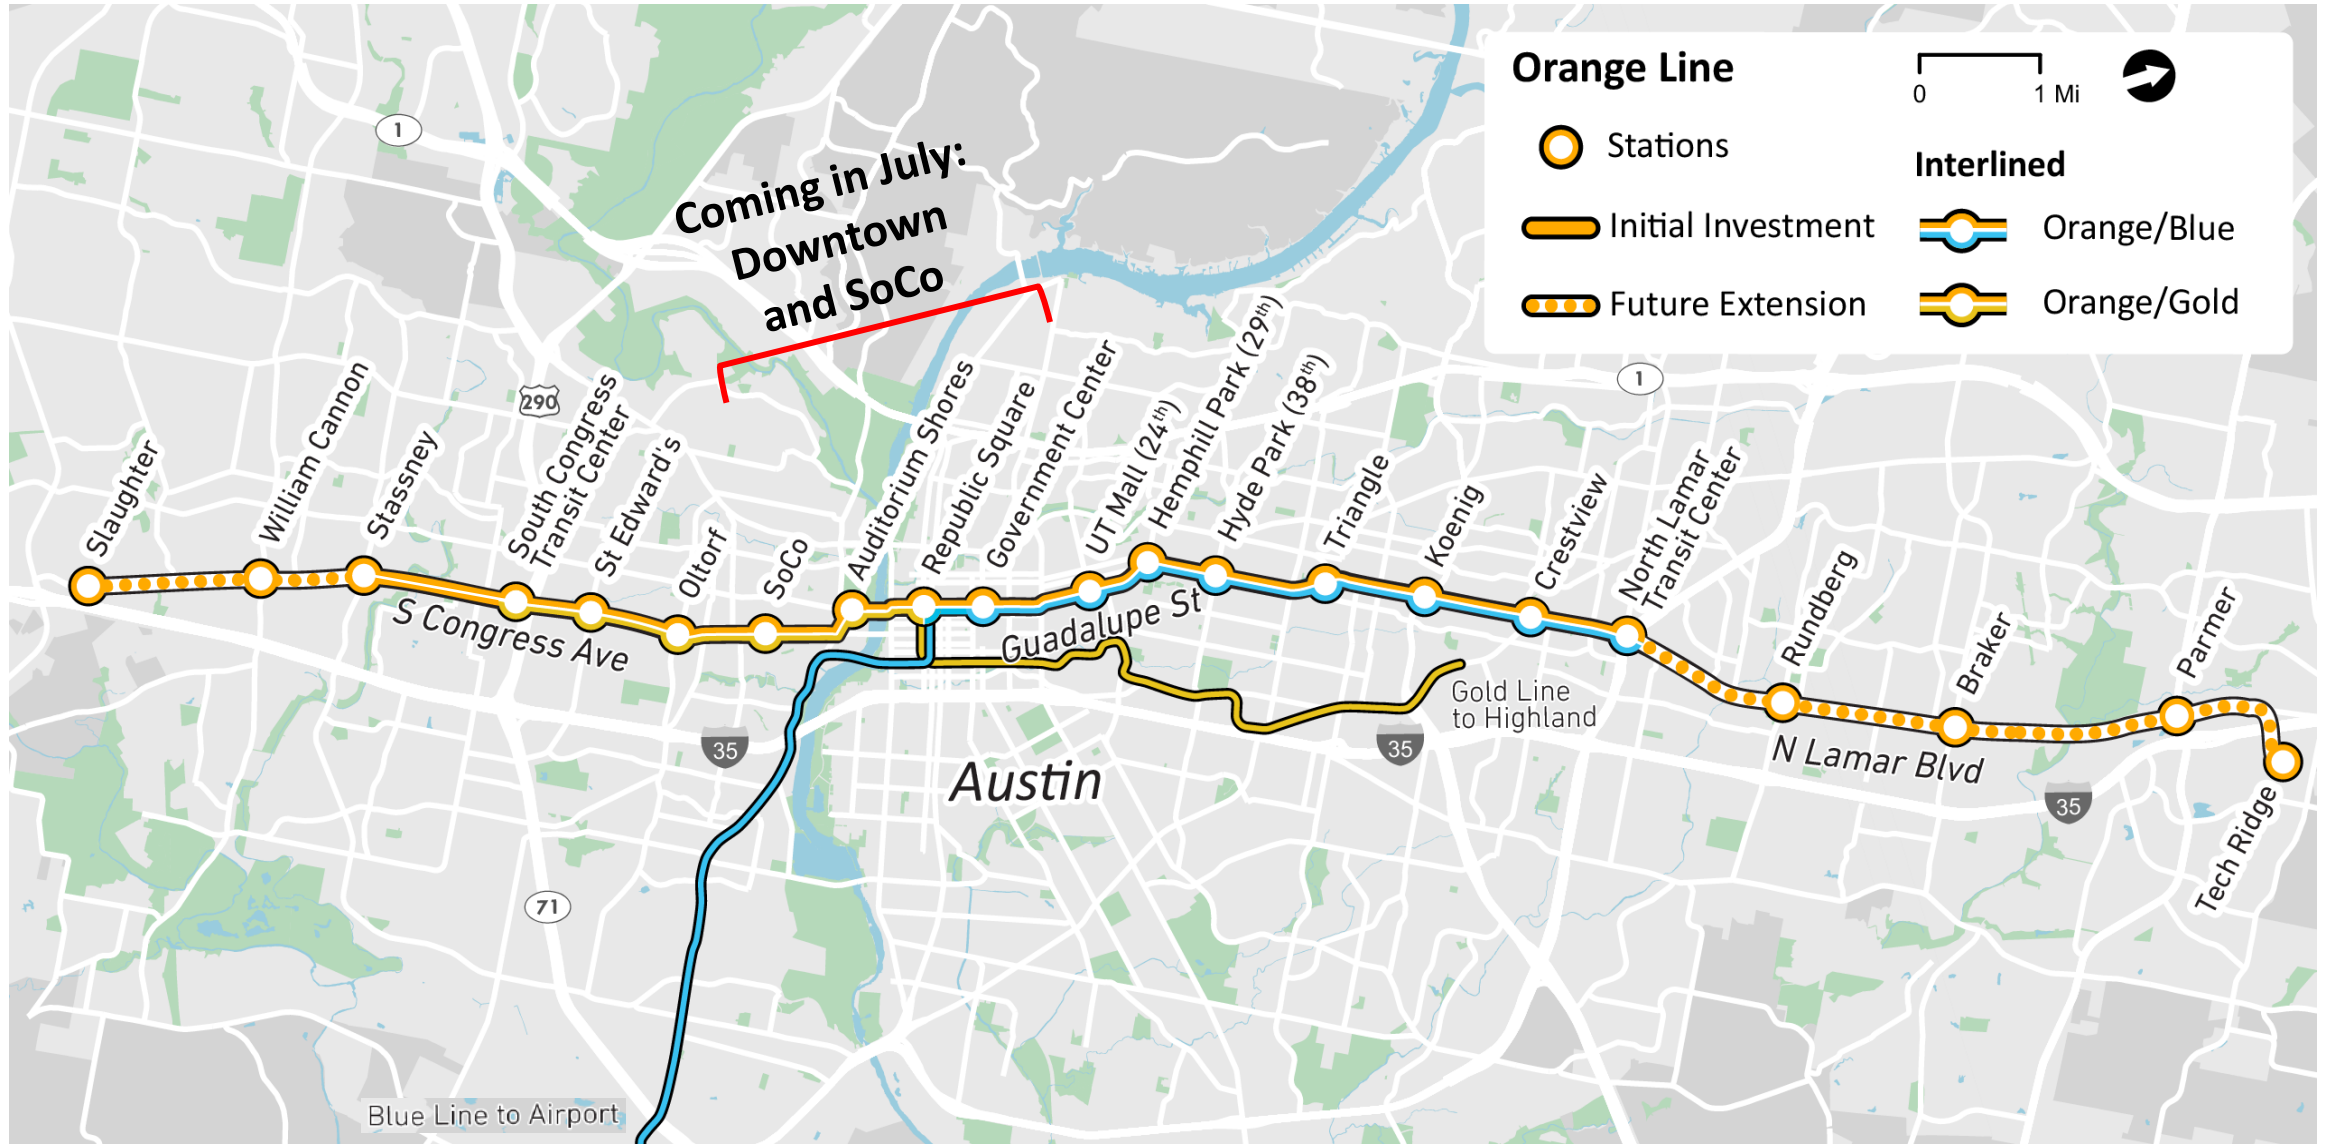 Orange Line
0
1 Mi
Stations
Initial Investment
Future Extension
Interlined
Orange/Blue
Orange/Gold
1
Coming in July:
Downtown
and SoCo
290
1
Slaughter
William Cannon
Stassney
South Congress
Transit Center
St Edward's
Oltorf
SoCo
Auditorium Shores
Republic Square
Government Center
UT Mall (24th)
Hemphill Park (29th)
Hyde Park (38th)
Triangle
Koenig
Crestview
North Lamar
Transit Center
Rundberg
Braker
Parmer
Tech Ridge
S Congress Ave
Guadalupe St
N Lamar Blvd
Gold Line
to Highland
35
35
35
Austin
71
Blue Line to Airport